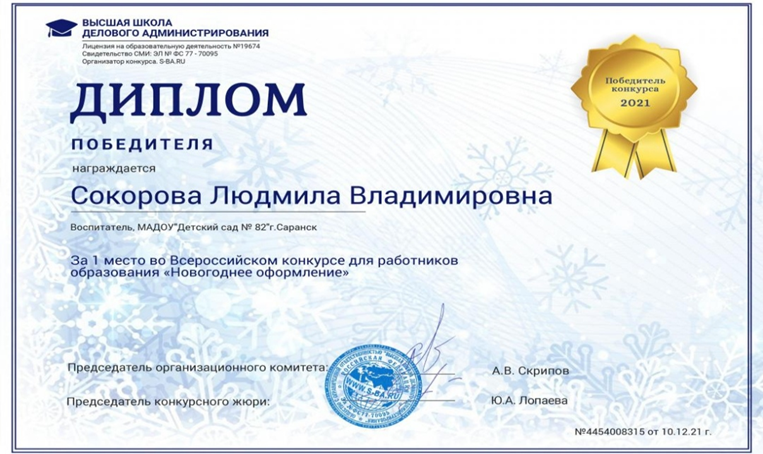 ВЫСШАЯ ШКОЛА
ДЕЛОВОГО АДМИНИСТРИРОВАНИЯ
Лицензия на образовательную деятельность №19674
Свидетельство СМИ: ЭЛ № ФС 77 - 70095
Организатор конкурса. S-BA.RU
Победитель
конкурса
2021
ДИПЛОМ
ПОБЕДИТЕЛЯ
награждается
Сокорова Людмила Владимировна
Воспитатель, МАДОУ"Детский сад № 82"г.Саранск
За 1 место во Всероссийском конкурсе для работников
образования «Новогоднее оформление»
Председатель организационного комитета:
А.В. Скрипов
WWW.S-BA.RU
Председатель конкурсного жюри:
Ю.А. Лопаева
№4454008315 от 10.12.21 г.